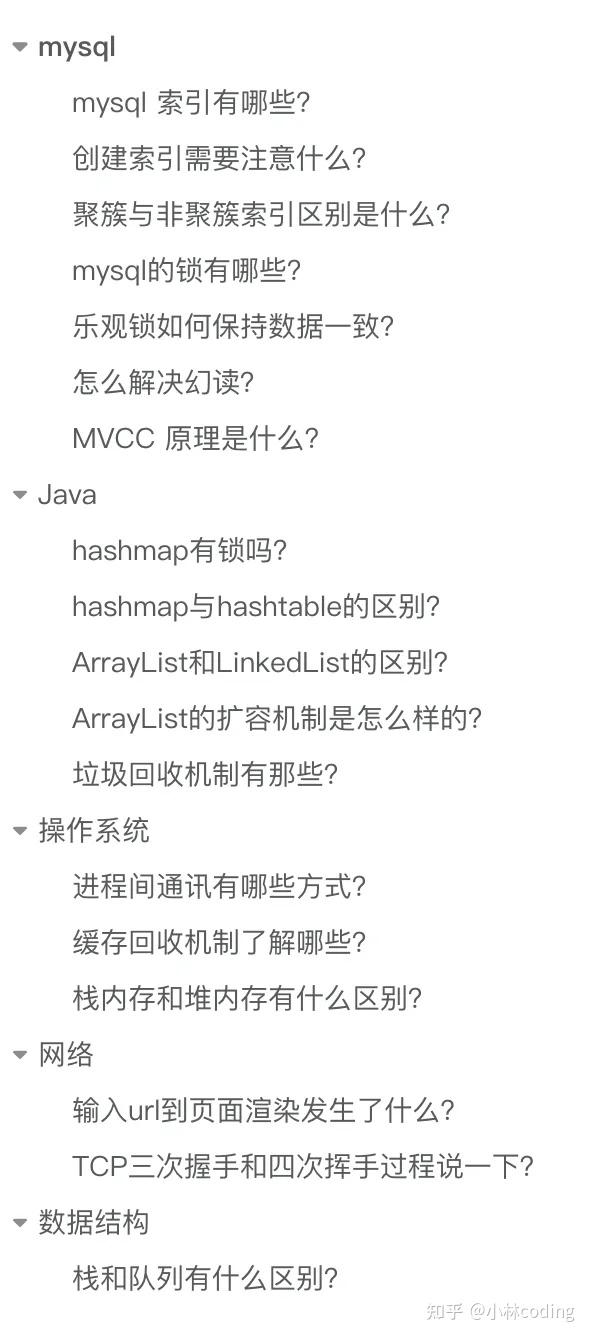 mysql
mysql 索引有哪些?
创建索引需要注意什么?
聚簇与非聚簇索引区别是什么?
mysql的锁有哪些?
乐观锁如何保持数据一致?
怎么解决幻读?
MVCC 原理是什么?
Java
hashmap有锁吗?
hashmap与hashtable的区别?
ArrayList和LinkedList的区别?
ArrayList的扩容机制是怎么样的?
垃圾回收机制有那些?
操作系统
进程间通讯有哪些方式?
缓存回收机制了解哪些?
栈内存和堆内存有什么区别?
网络
输入url到页面渲染发生了什么?
TCP三次握手和四次挥手过程说一下?
数据结构
栈和队列有什么区别?
知乎 @小林coding